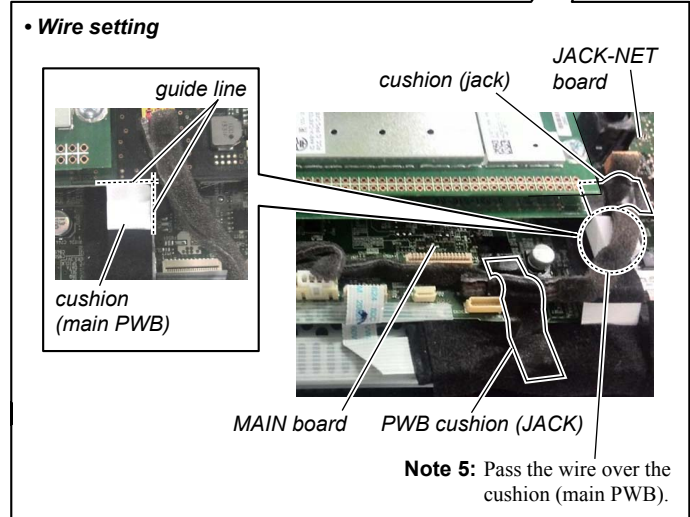 • Wire setting
JACK-NET
board
cushion (jack)
guide line
cushion
(main PWB)
MAIN board
PWB cushion (JACK)
Note 5: Pass the wire over the
cushion (main PWB).